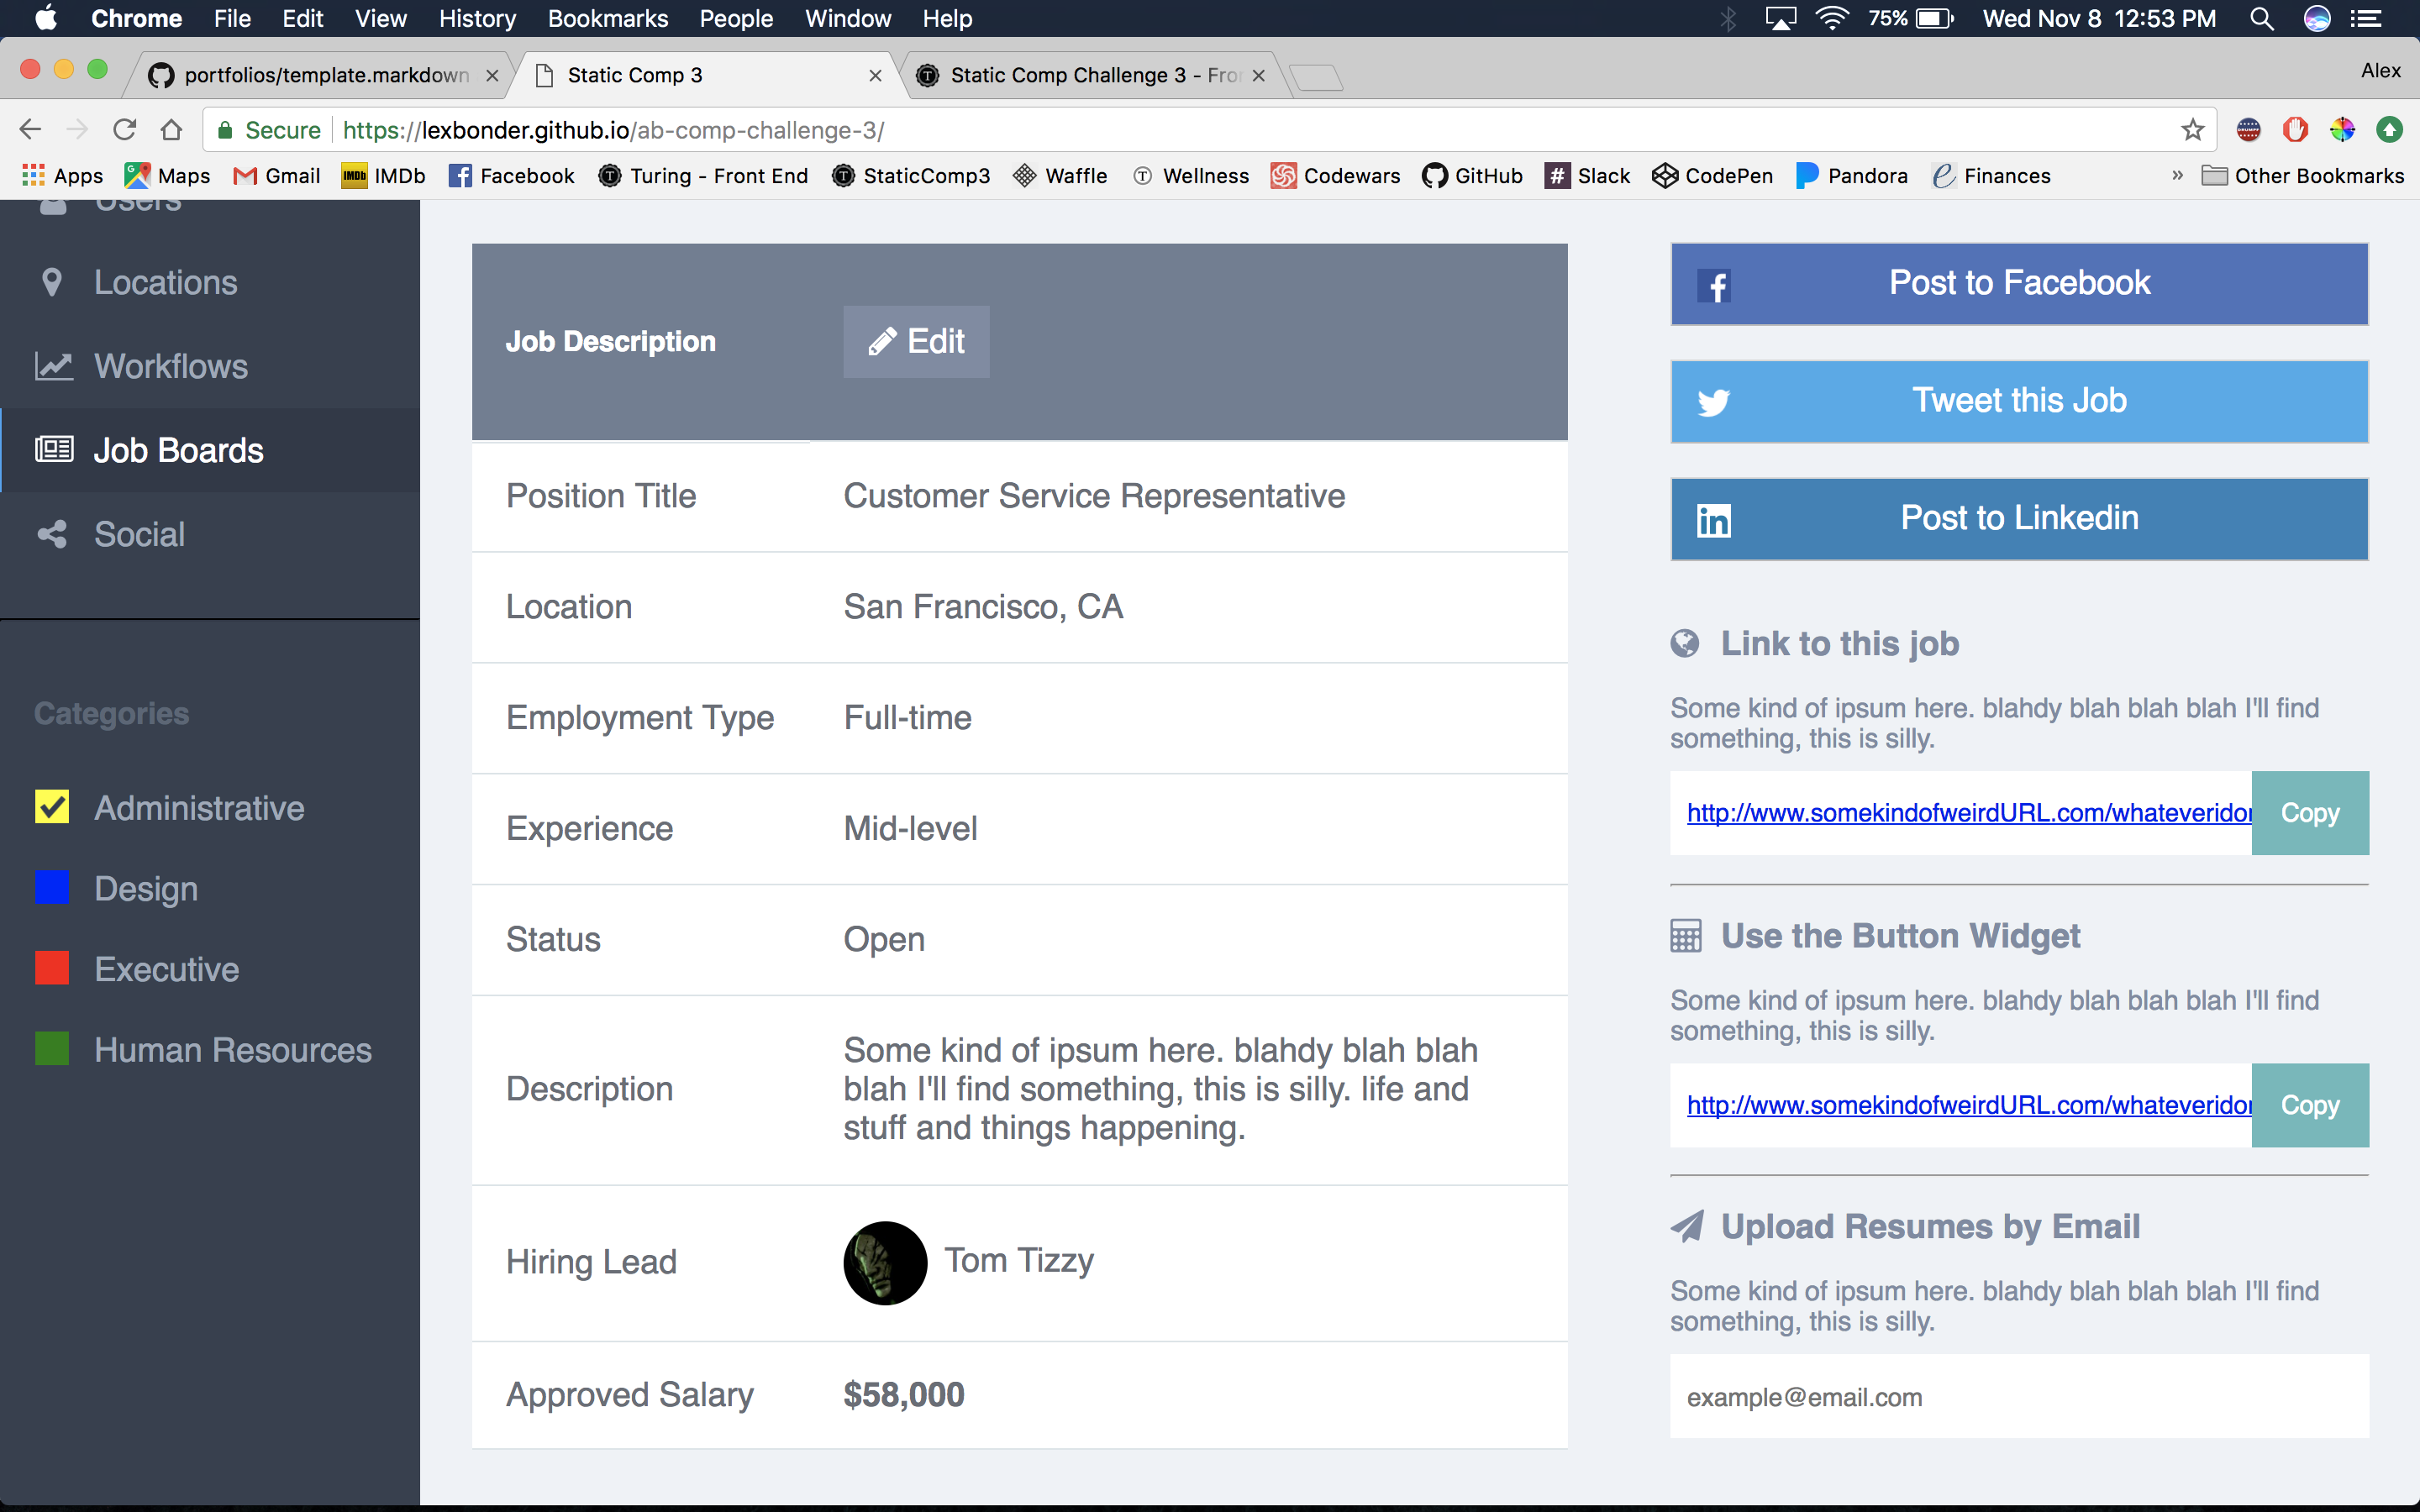 Chrome File Edit View History Bookmarks People Window Help 75% Wed Nov 8 12:53 PM
portfolios/template.markdown Static Comp 3 Static Comp Challenge 3 - Fro Alex
Secure https://lexbonder.github.io/ab-comp-challenge-3/
Apps Maps Gmail IMDb Facebook Turing - Front End StaticComp3 Waffle Wellness Codewars GitHub Slack CodePen Pandora Finances » Other Bookmarks
Users
Locations
Workflows
Job Boards
Social
Categories
Administrative
Design
Executive
Human Resources
Job Description Edit
Position Title Customer Service Representative
Location San Francisco, CA
Employment Type Full-time
Experience Mid-level
Status Open
Description
Some kind of ipsum here. blahdy blah blah
blah I'll find something, this is silly. life and
stuff and things happening.
Hiring Lead Tom Tizzy
Approved Salary $58,000
Post to Facebook
Tweet this Job
Post to Linkedin
Link to this job
Some kind of ipsum here. blahdy blah blah blah I'll find
something, this is silly.
http://www.somekindofweirdURL.com/whateveridor Copy
Use the Button Widget
Some kind of ipsum here. blahdy blah blah blah I'll find
something, this is silly.
http://www.somekindofweirdURL.com/whateveridor Copy
Upload Resumes by Email
Some kind of ipsum here. blahdy blah blah blah I'll find
something, this is silly.
example@email.com